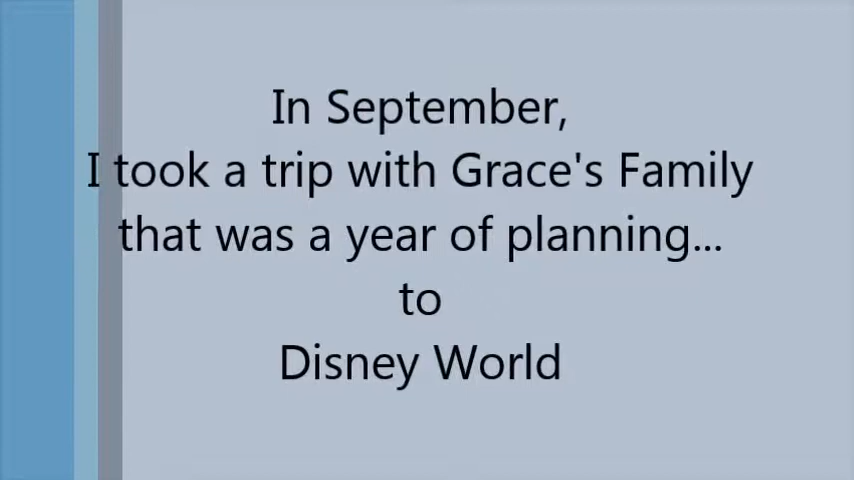 In September,
I took a trip with Grace's Family
that was a year of planning...
to
Disney World